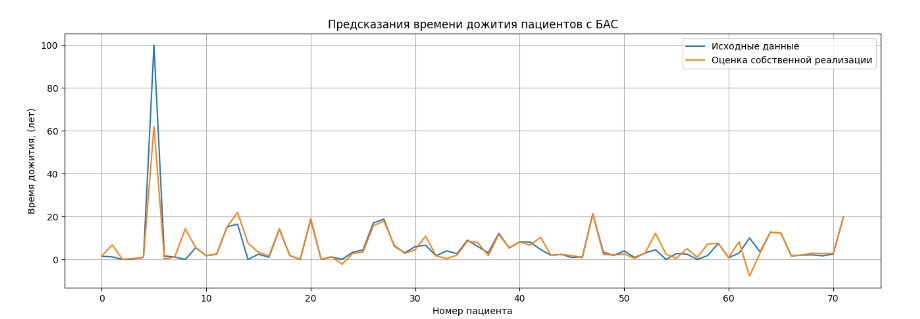 Предсказания времени дожития пациентов с БАС
Исходные данные
Оценка собственной реализации
Время дожития, (лет)
100
80
60
40
20
0
0 10 20 30 40 50 60 70
Номер пациента